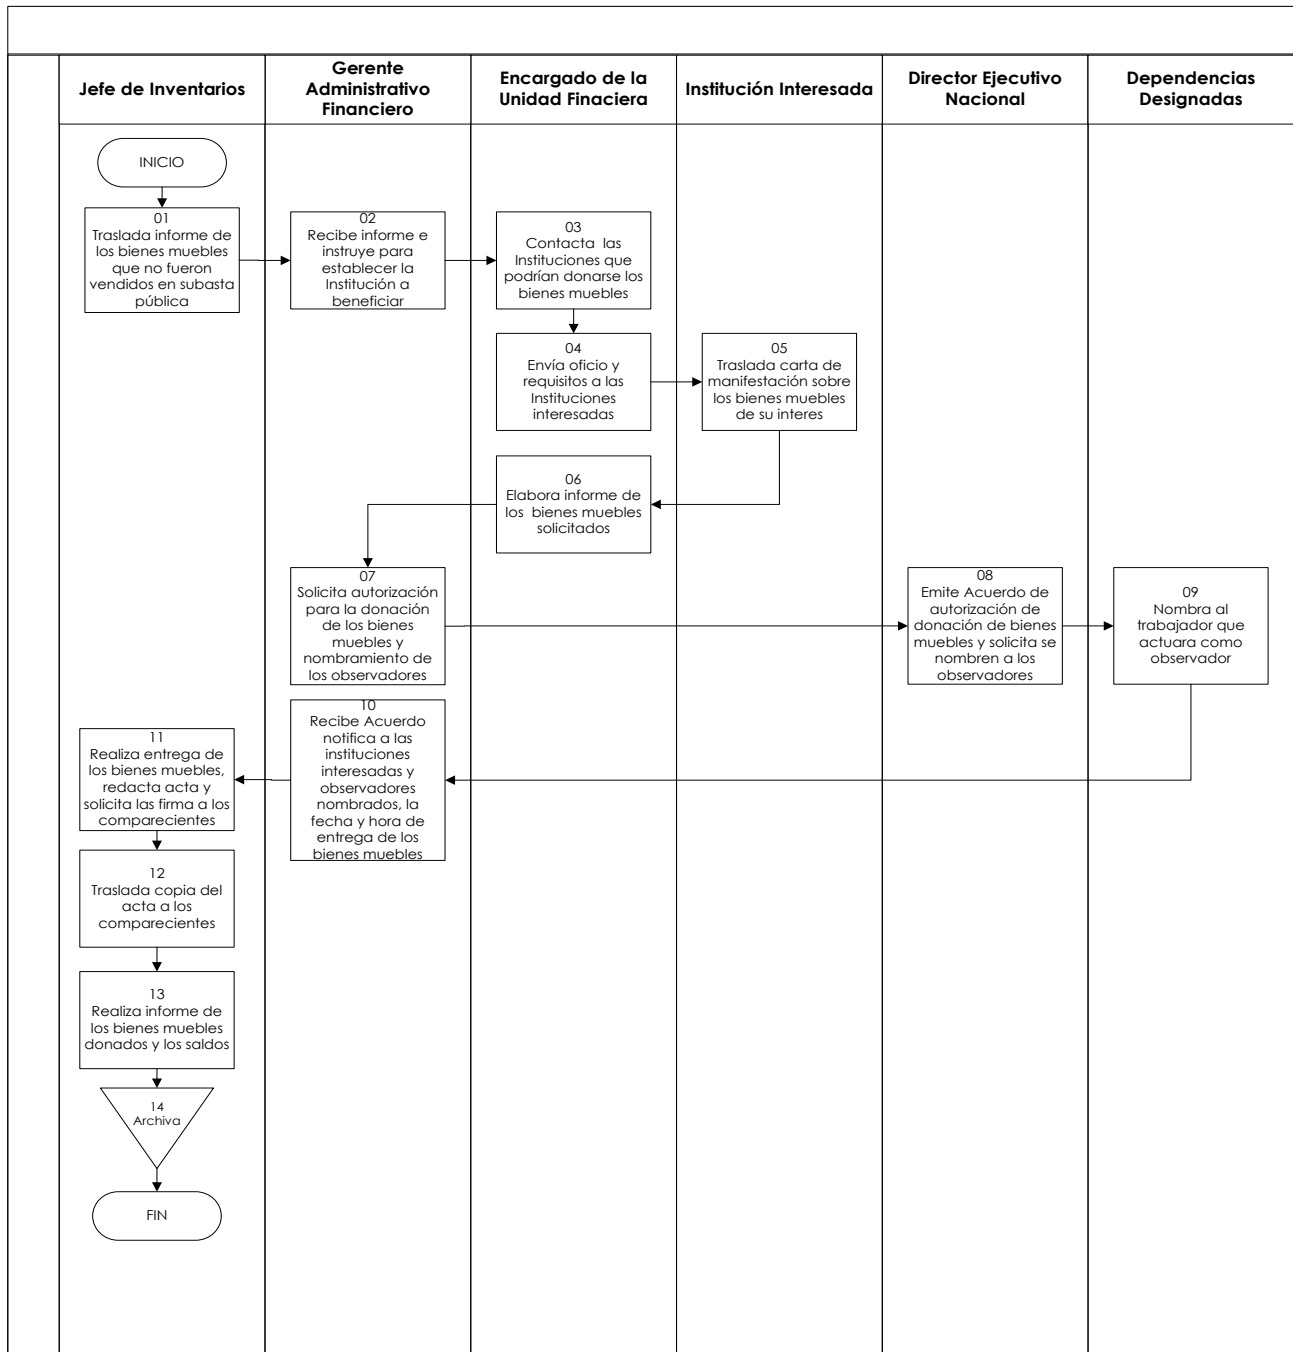 Jefe de Inventarios
Gerente
Administrativo
Financiero
Encargado de la
Unidad Finaciera
Institución Interesada
Director Ejecutivo
Nacional
Dependencias
Designadas
INICIO
01
Traslada informe de
los bienes muebles
que no fueron
vendidos en subasta
pública
02
Recibe informe e
instruye para
establecer la
Institución a
beneficiar
03
Contacta las
Instituciones que
podrían donarse los
bienes muebles
04
Envía oficio y
requisitos a las
Instituciones
interesadas
05
Traslada carta de
manifestación sobre
los bienes muebles
de su interes
06
Elabora informe de
los bienes muebles
solicitados
07
Solicita autorización
para la donación
de los bienes
muebles y
nombramiento de
los observadores
08
Emite Acuerdo de
autorización de
donación de bienes
muebles y solicita se
nombren a los
observadores
09
Nombra al
trabajador que
actuara como
observador
10
Recibe Acuerdo
notifica a las
instituciones
interesadas y
observadores
nombrados, la
fecha y hora de
entrega de los
bienes muebles
11
Realiza entrega de
los bienes muebles,
redacta acta y
solicita las firma a los
comparecientes
12
Traslada copia del
acta a los
comparecientes
13
Realiza informe de
los bienes muebles
donados y los saldos
14
Archiva
FIN